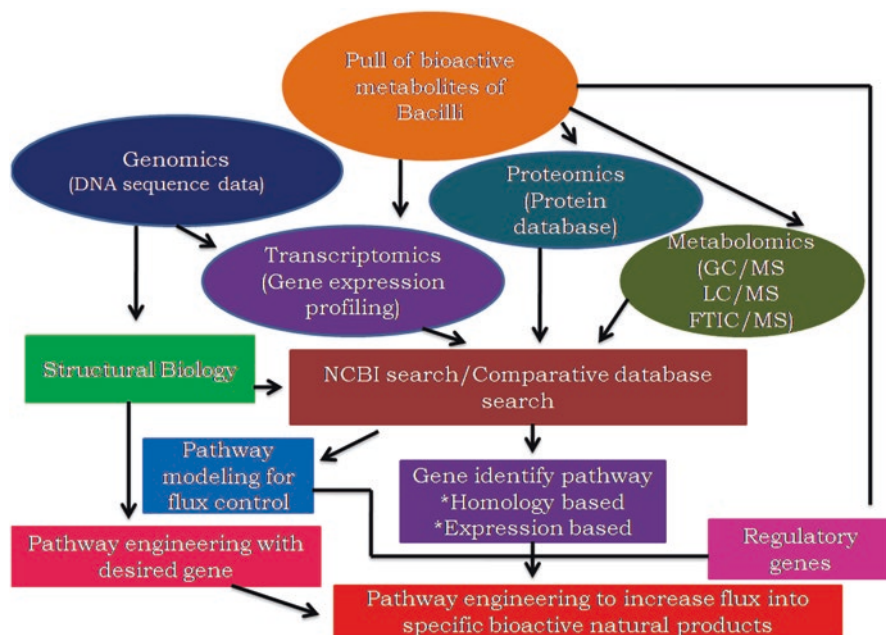 Pull of bioactive
metabolites of
Bacilli
Genomics
(DNA sequence data)
Proteomics
(Protein
database)
Transcriptomics
(Gene expression
profiling)
Metabolomics
(GC/MS
LC/MS
FTIC/MS)
Structural Biology
NCBI search/Comparative database
search
Pathway
modeling for
flux control
Gene identify pathway
*Homology based
*Expression based
Regulatory
genes
Pathway engineering with
desired gene
Pathway engineering to increase flux into
specific bioactive natural products